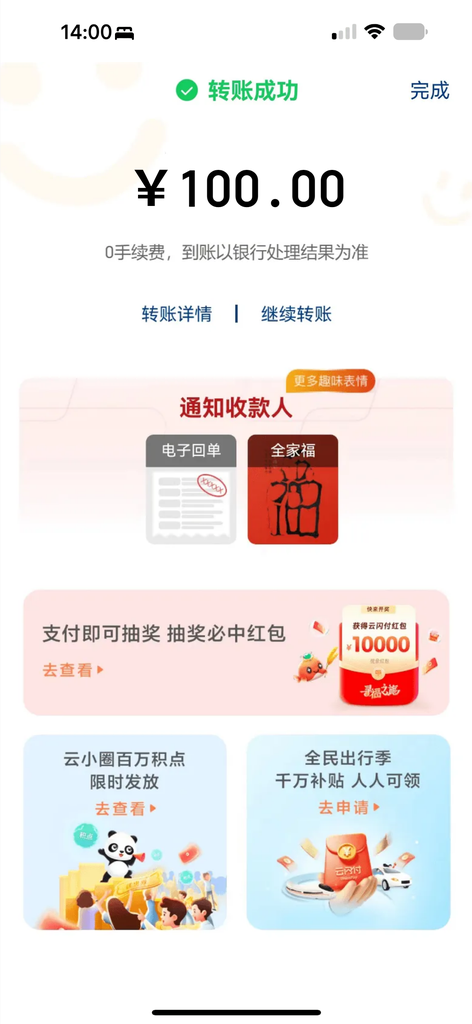 14:00
转账成功
完成
¥100.00
0手续费，到账以银行处理结果为准
转账详情
继续转账
更多趣味表情
通知收款人
电子回单
全家福
福
支付即可抽奖 抽奖必中红包
去查看
快来开奖
获得云闪付红包
¥10000
云小圈百万积点
限时发放
去查看
积点
全民出行季
千万补贴 人人可领
去申请
云闪付